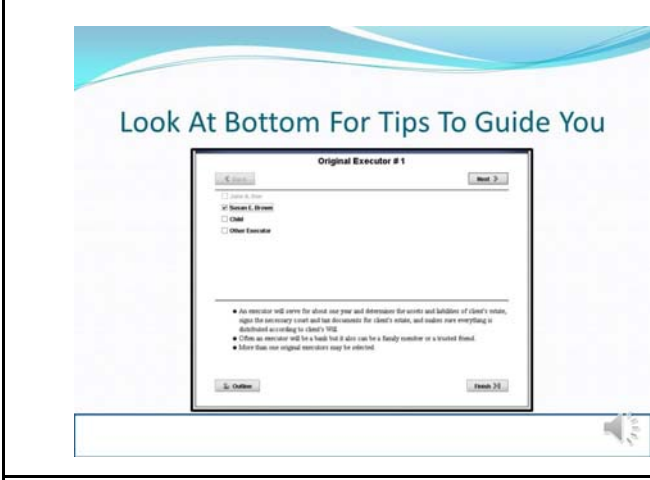 Look At Bottom For Tips To Guide You
Original Executor # 1
Back
Next
Susan E. Brown
Child
Other Executor
An executor will serve for about one year and determines the assets and liabilities of client's estate,
signs the necessary court and tax documents for client's estate, and makes sure everything is
distributed according to client's Will.
Often an executor will be a bank but it also can be a family member or a trusted friend.
More than one original executors may be selected.
Outline
Finish